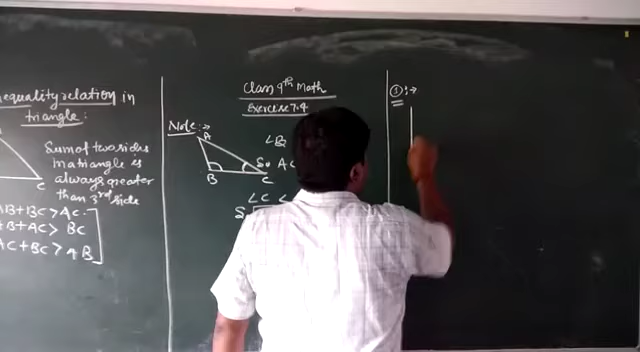 equality relation in
triangle:
C
Sum of two sides
in a triangle is
always greater
than 3rd side
AB+BC > AC
B+AC > BC
AC+BC > AB
Class 9th Math
Exercise 7.4
Note:→
A
B
C
∠B
So AC
∠C <
S
①:→